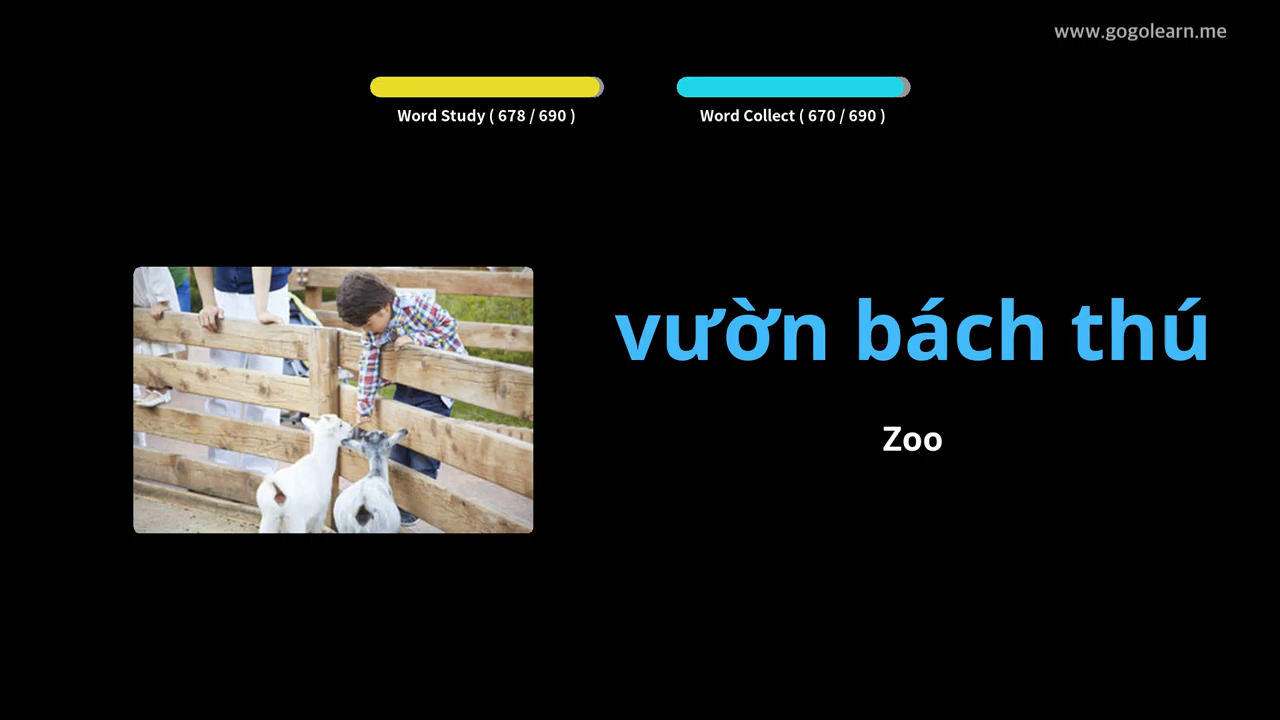 www.gogolearn.me
Word Study ( 678 / 690 )
Word Collect ( 670 / 690 )
vườn bách thú
Zoo